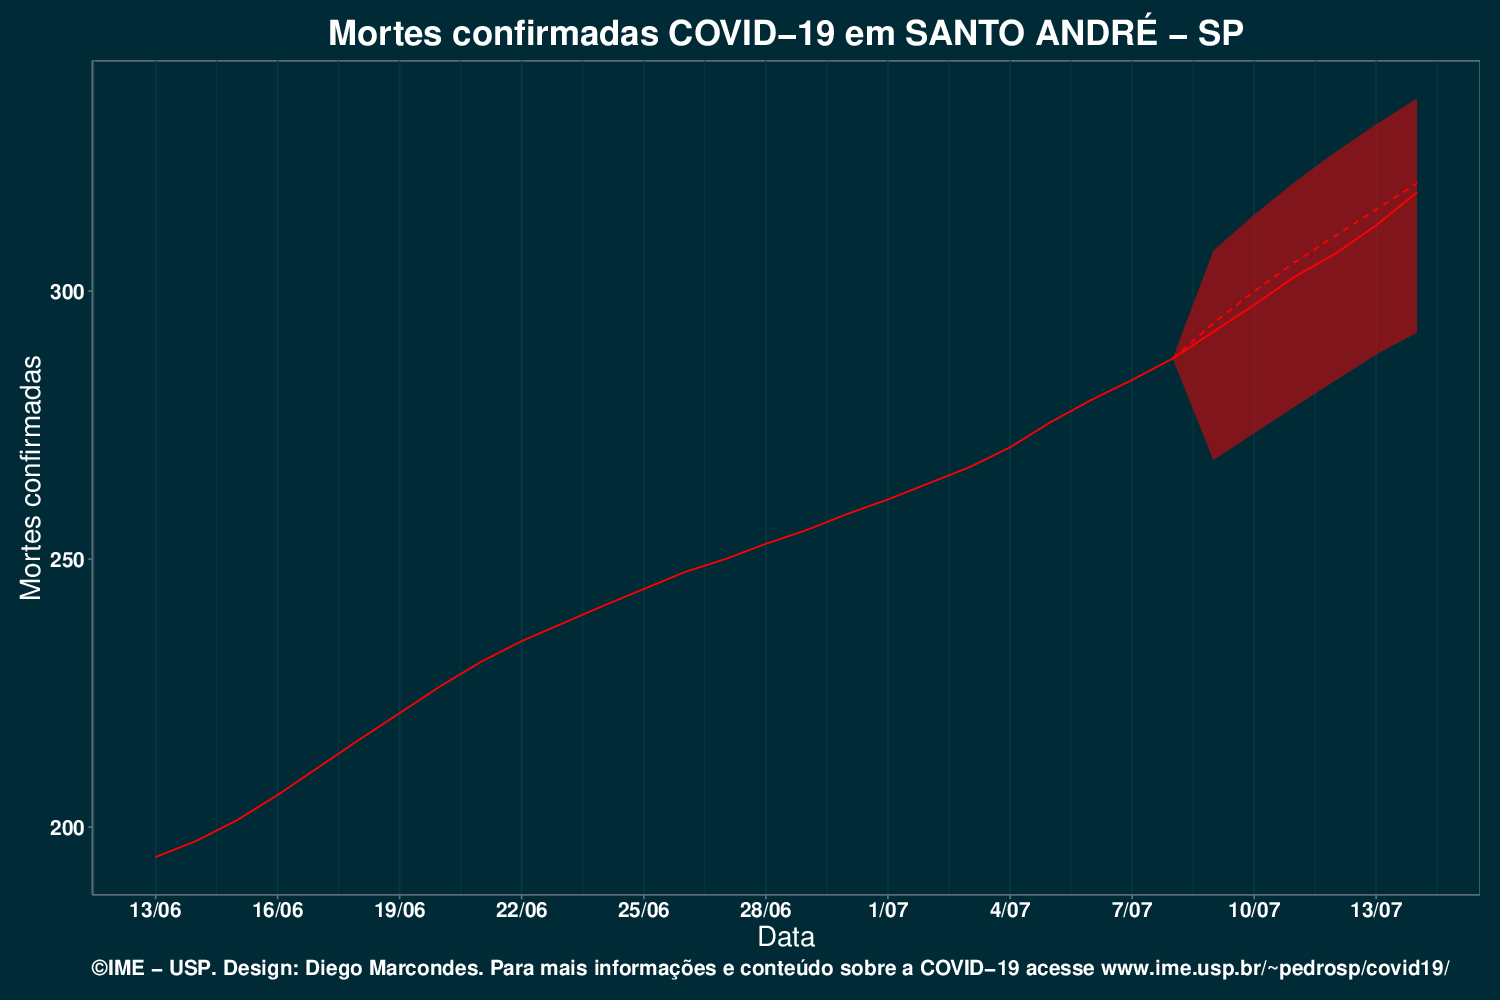 Mortes confirmadas COVID−19 em SANTO ANDRÉ − SP
Mortes confirmadas
300
250
200
13/06 16/06 19/06 22/06 25/06 28/06 1/07 4/07 7/07 10/07 13/07
Data
©IME − USP. Design: Diego Marcondes. Para mais informações e conteúdo sobre a COVID−19 acesse www.ime.usp.br/~pedrosp/covid19/